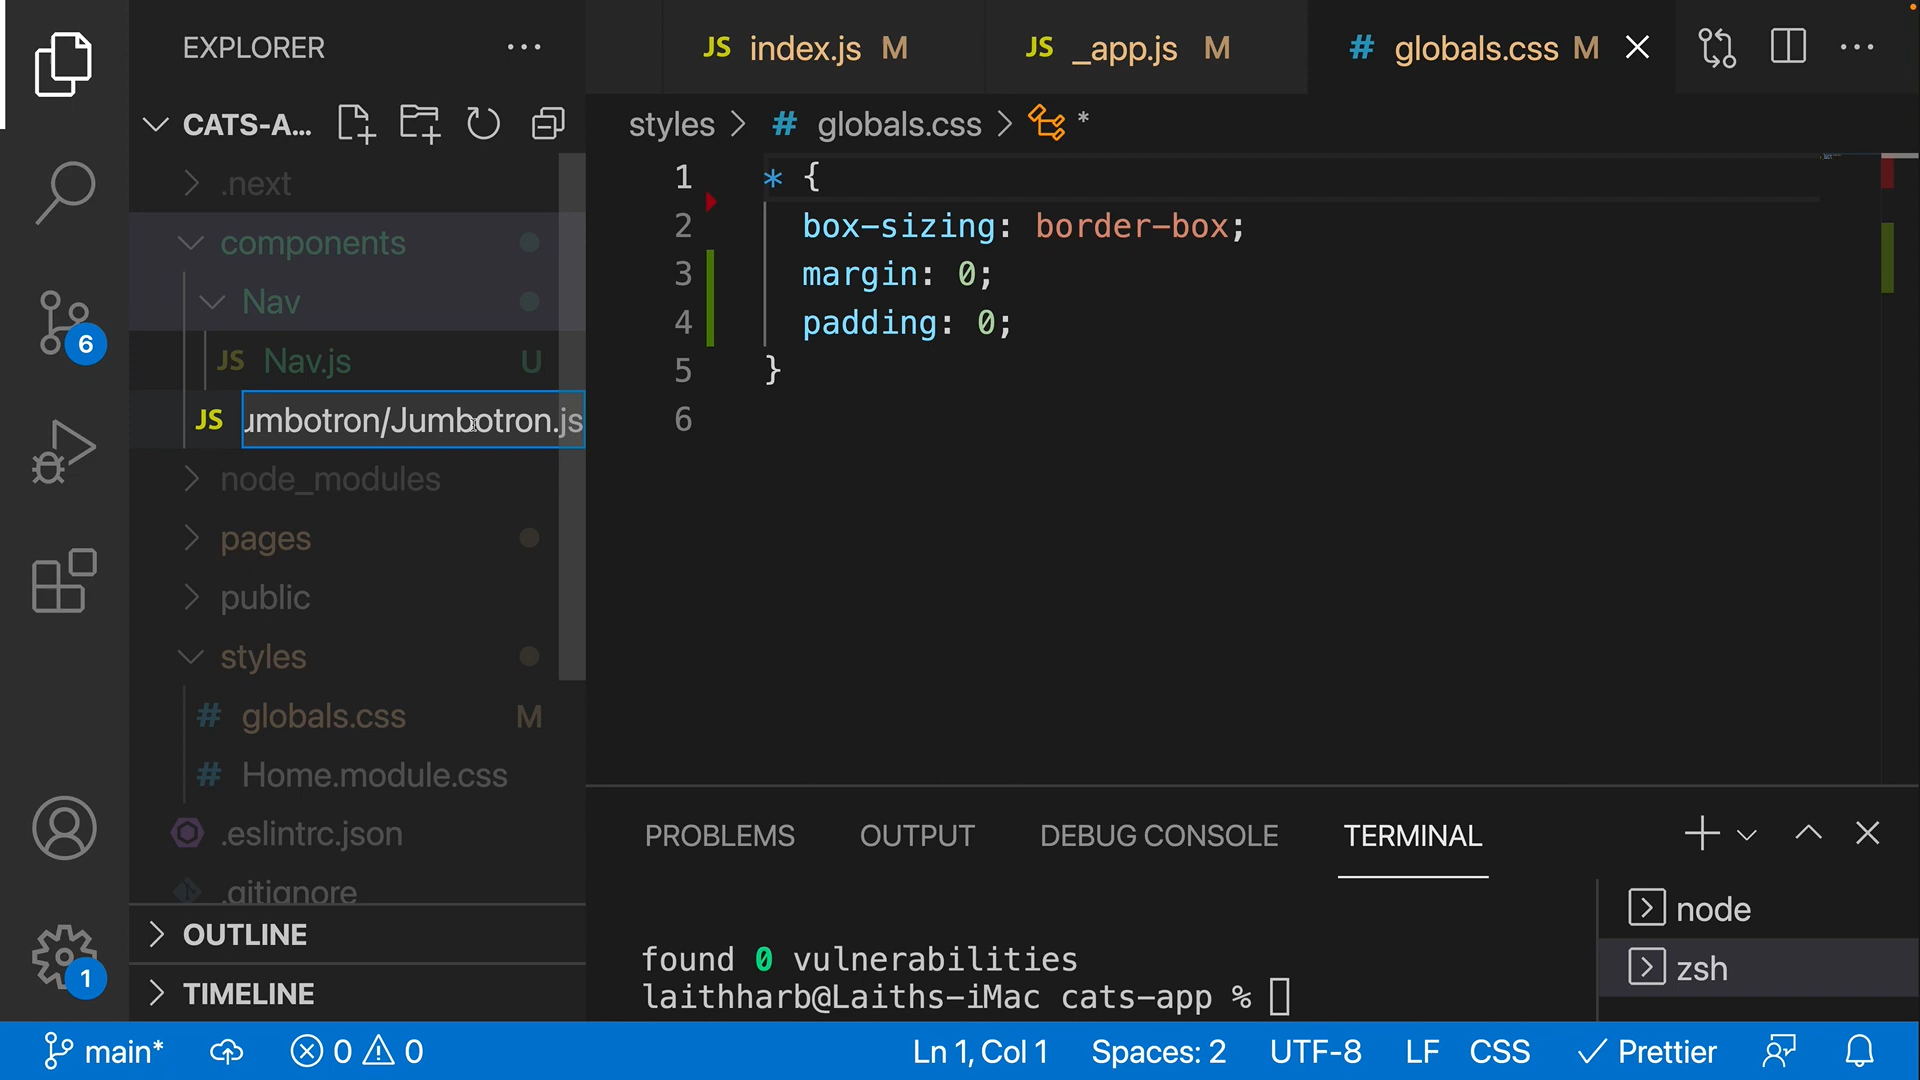 EXPLORER
CATS-A...
.next
components
Nav
JS Nav.js U
JS umbotron/Jumbotron.js
node_modules
pages
public
styles
# globals.css M
# Home.module.css
.eslintrc.json
.gitignore
OUTLINE
TIMELINE
6
1
JS index.js M
JS _app.js M
# globals.css M
styles > # globals.css > *
1 * {
2 box-sizing: border-box;
3 margin: 0;
4 padding: 0;
5 }
6
PROBLEMS OUTPUT DEBUG CONSOLE TERMINAL
found 0 vulnerabilities
laithharb@Laiths-iMac cats-app %
node
zsh
main* 0 0 Ln 1, Col 1 Spaces: 2 UTF-8 LF CSS Prettier